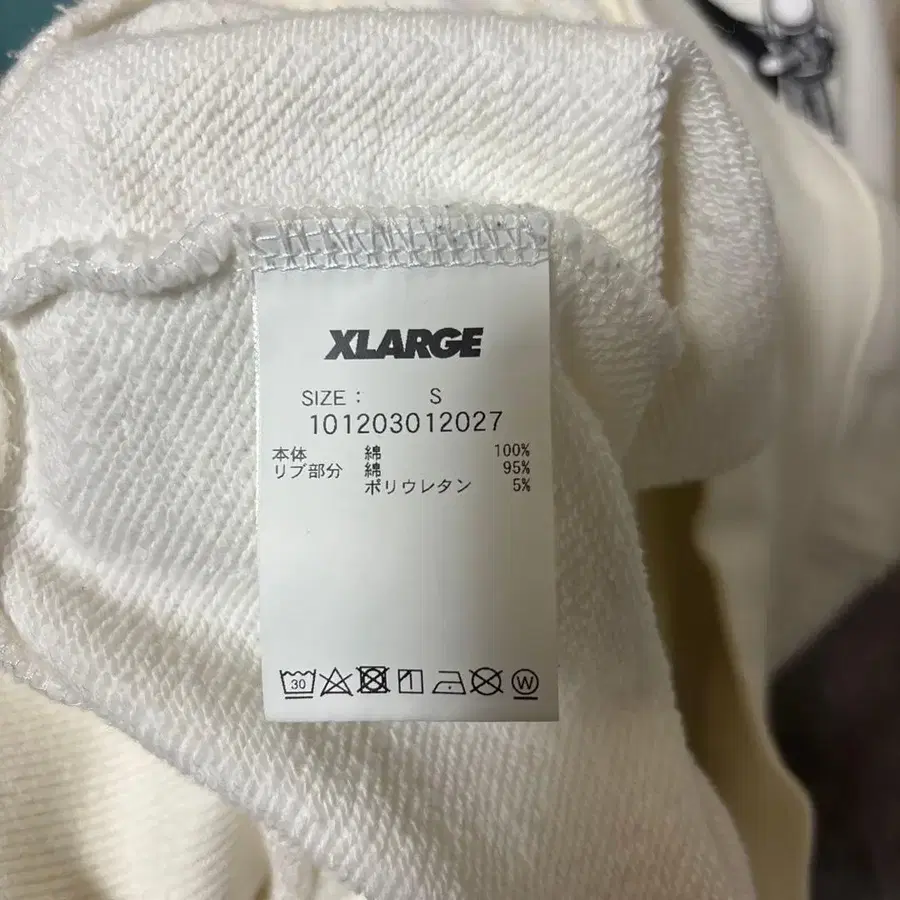 XLARGE
SIZE : S
101203012027
本体 綿 100%
リブ部分 綿 95%
ポリウレタン 5%
30 W